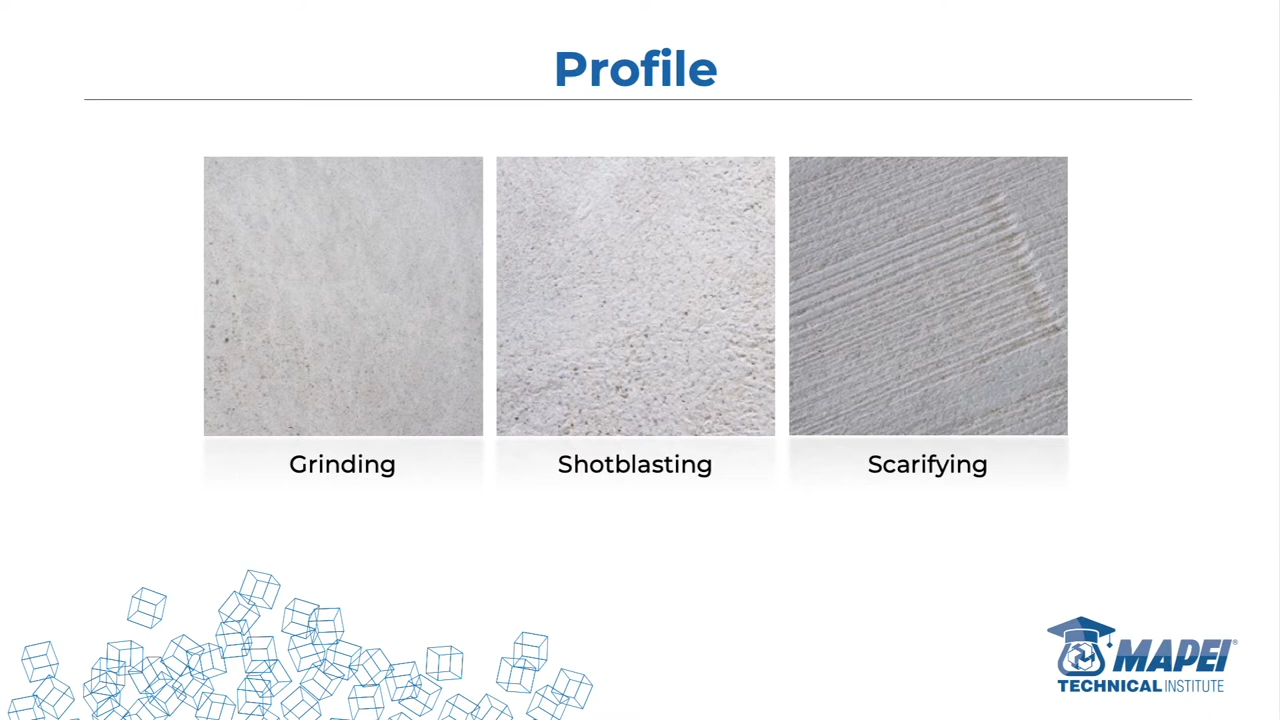 Profile
Grinding
Shotblasting
Scarifying
MAPEI®
TECHNICAL INSTITUTE